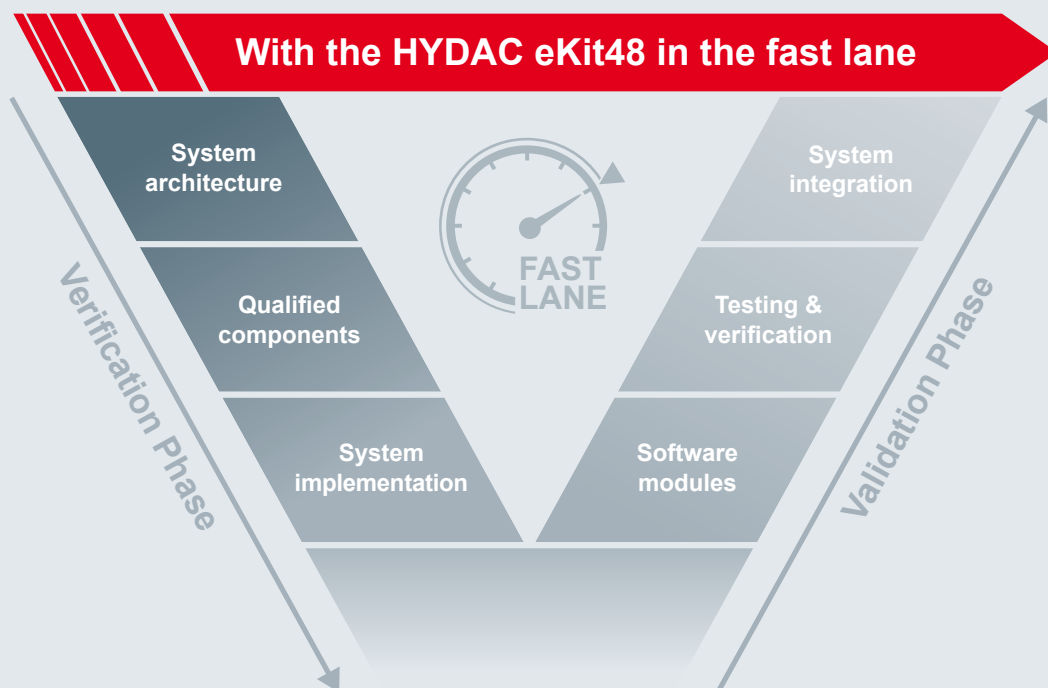 With the HYDAC eKit48 in the fast lane
System
architecture
Qualified
components
System
implementation
Verification Phase
FAST
LANE
System
integration
Testing &
verification
Software
modules
Validation Phase